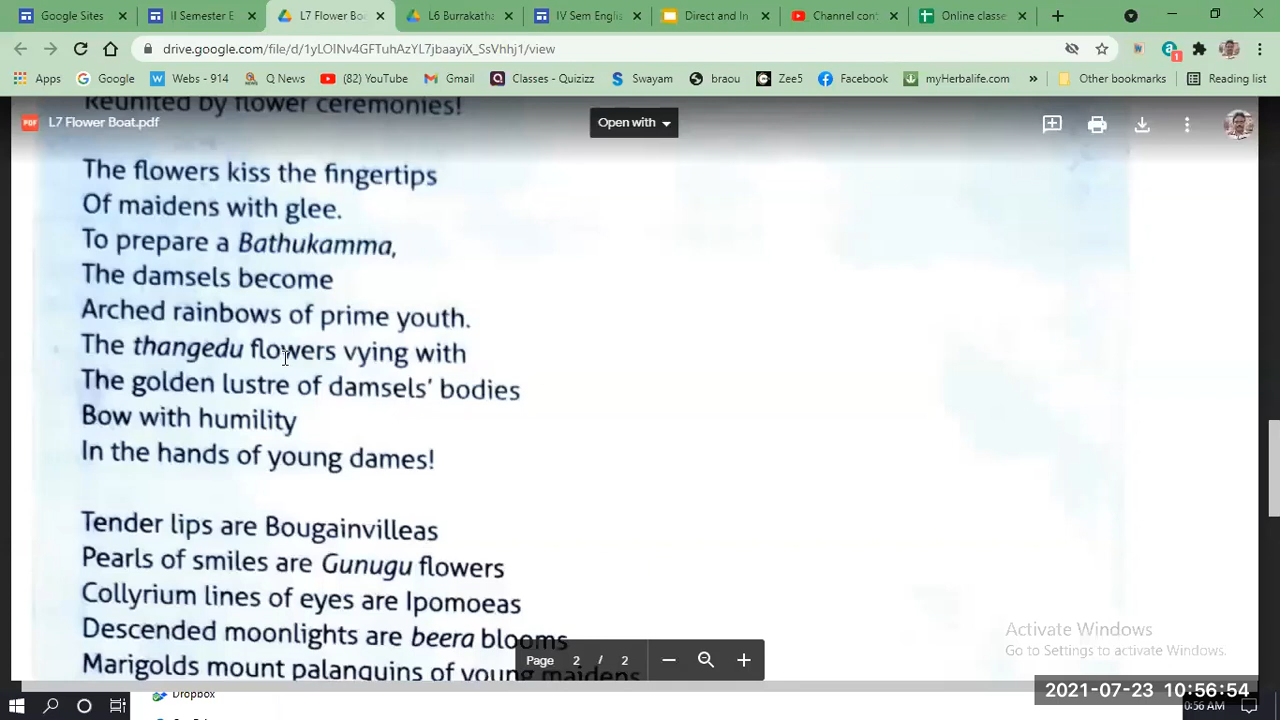 Google Sites
II Semester E
L7 Flower Boa
L6 Burrakatha
IV Sem Englis
Direct and In
Channel cont
Online classe
drive.google.com/file/d/1yLOINv4GFTuhAzYL7jbaayiX_SsVhhj1/view
Apps
Google
Webs - 914
Q News
(82) YouTube
Gmail
Classes - Quizizz
Swayam
braou
Zee5
Facebook
myHerbalife.com
»
Other bookmarks
Reading list
Reunited by flower ceremonies!
PDF
L7 Flower Boat.pdf
Open with
The flowers kiss the fingertips
Of maidens with glee.
To prepare a Bathukamma,
The damsels become
Arched rainbows of prime youth.
The thangedu flowers vying with
The golden lustre of damsels' bodies
Bow with humility
In the hands of young dames!
Tender lips are Bougainvilleas
Pearls of smiles are Gunugu flowers
Collyrium lines of eyes are Ipomoeas
Descended moonlights are beera blooms
Marigolds mount palanquins of young maidens
Page 2 / 2
Activate Windows
Go to Settings to activate Windows.
2021-07-23 10:56:54
Dropbox
0:56 AM